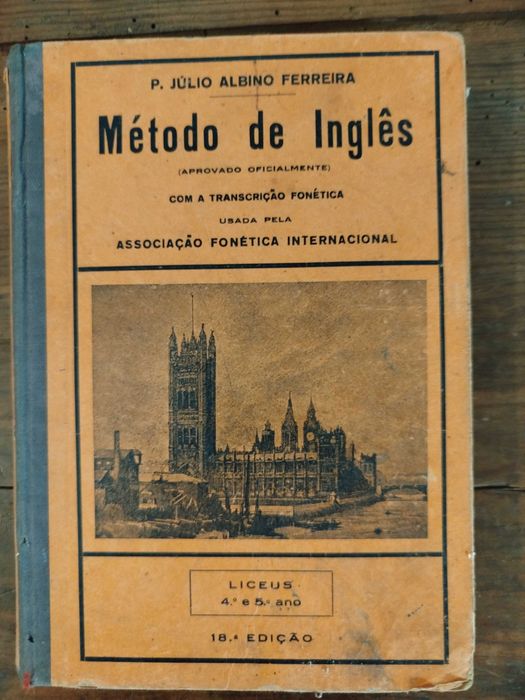 P. JÚLIO ALBINO FERREIRA
Método de Inglês
(APROVADO OFICIALMENTE)
COM A TRANSCRIÇÃO FONÉTICA
USADA PELA
ASSOCIAÇÃO FONÉTICA INTERNACIONAL
LICEUS
4.º e 5.º ano
18.ª EDIÇÃO